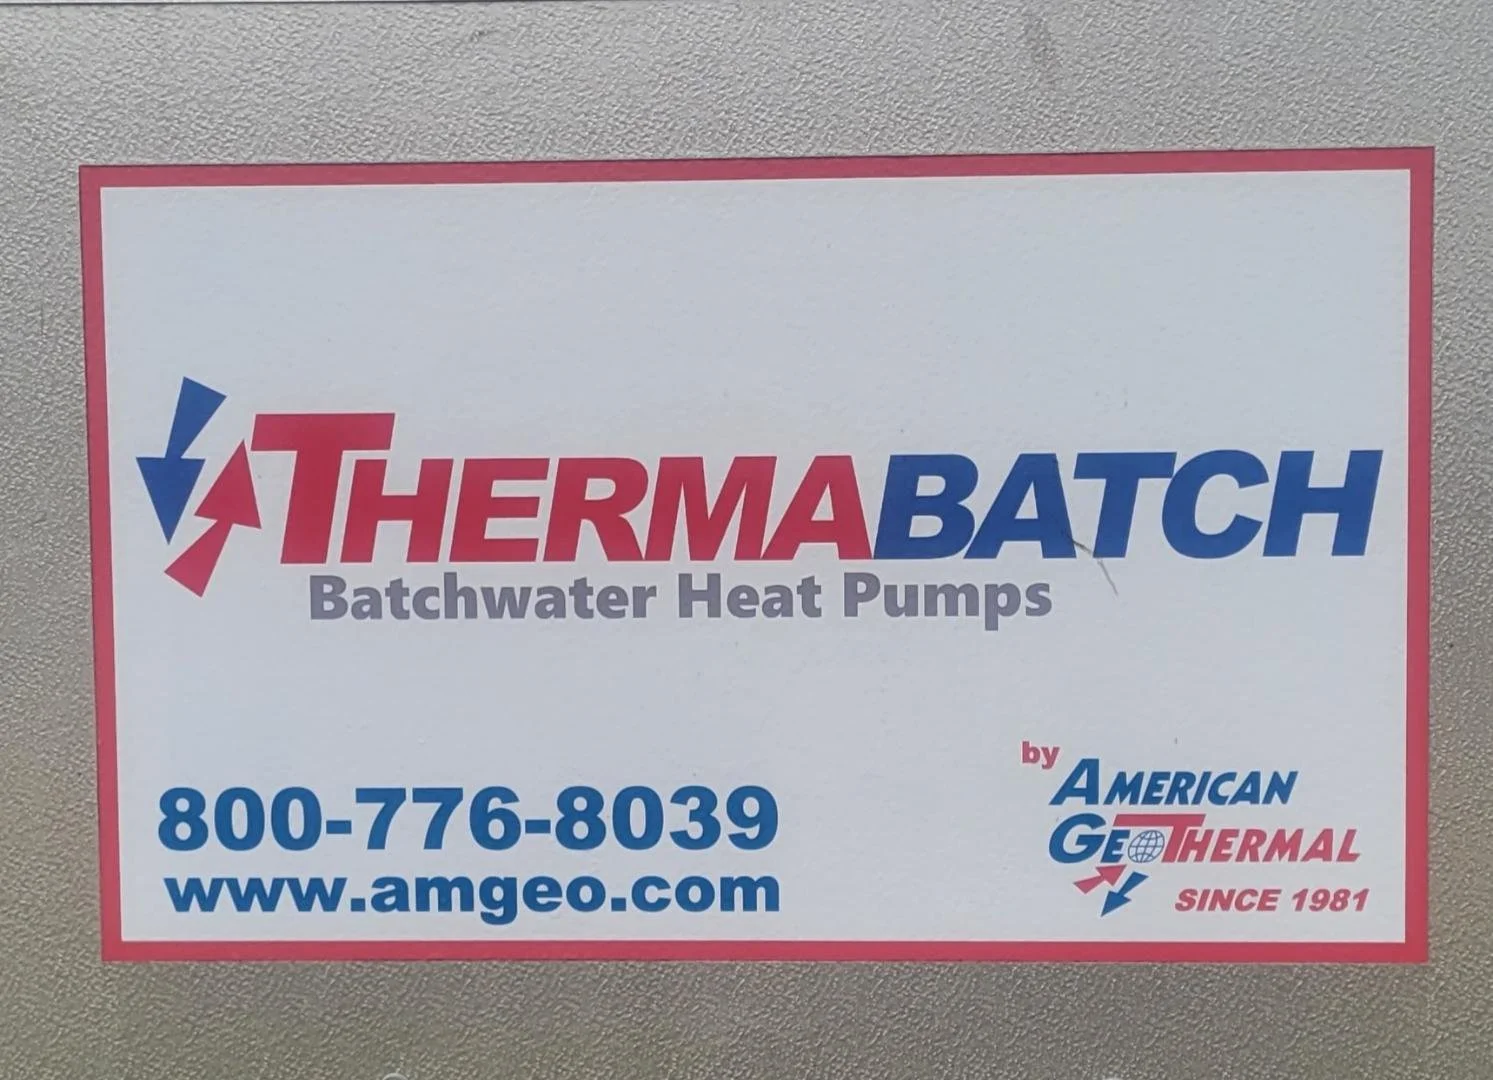 THERMABATCH
Batchwater Heat Pumps
800-776-8039
www.amgeo.com
by
AMERICAN
GEOTHERMAL
SINCE 1981